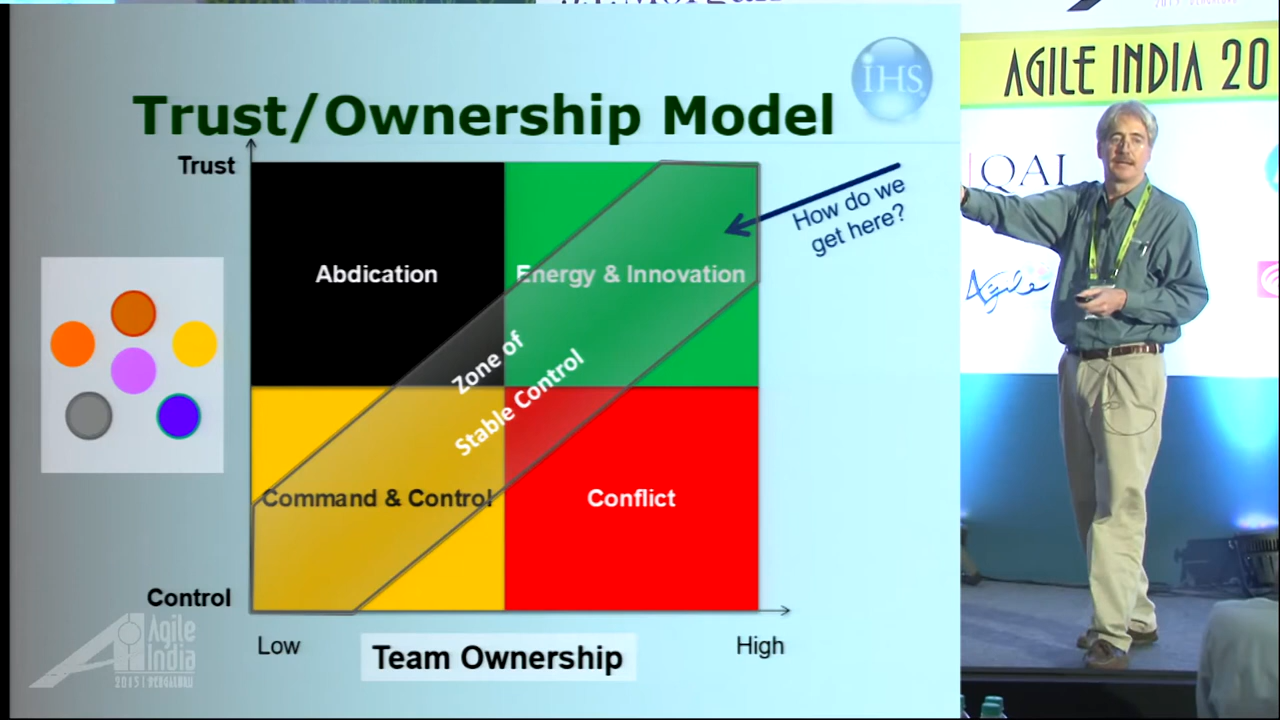 IHS
Trust/Ownership Model
Trust
How do we
get here?
Abdication
Energy & Innovation
Zone of
Stable Control
Command & Control
Conflict
Control
Low
Team Ownership
High
Agile
India
2015 | BENGALURU
AGILE INDIA 20
QAI
Agile